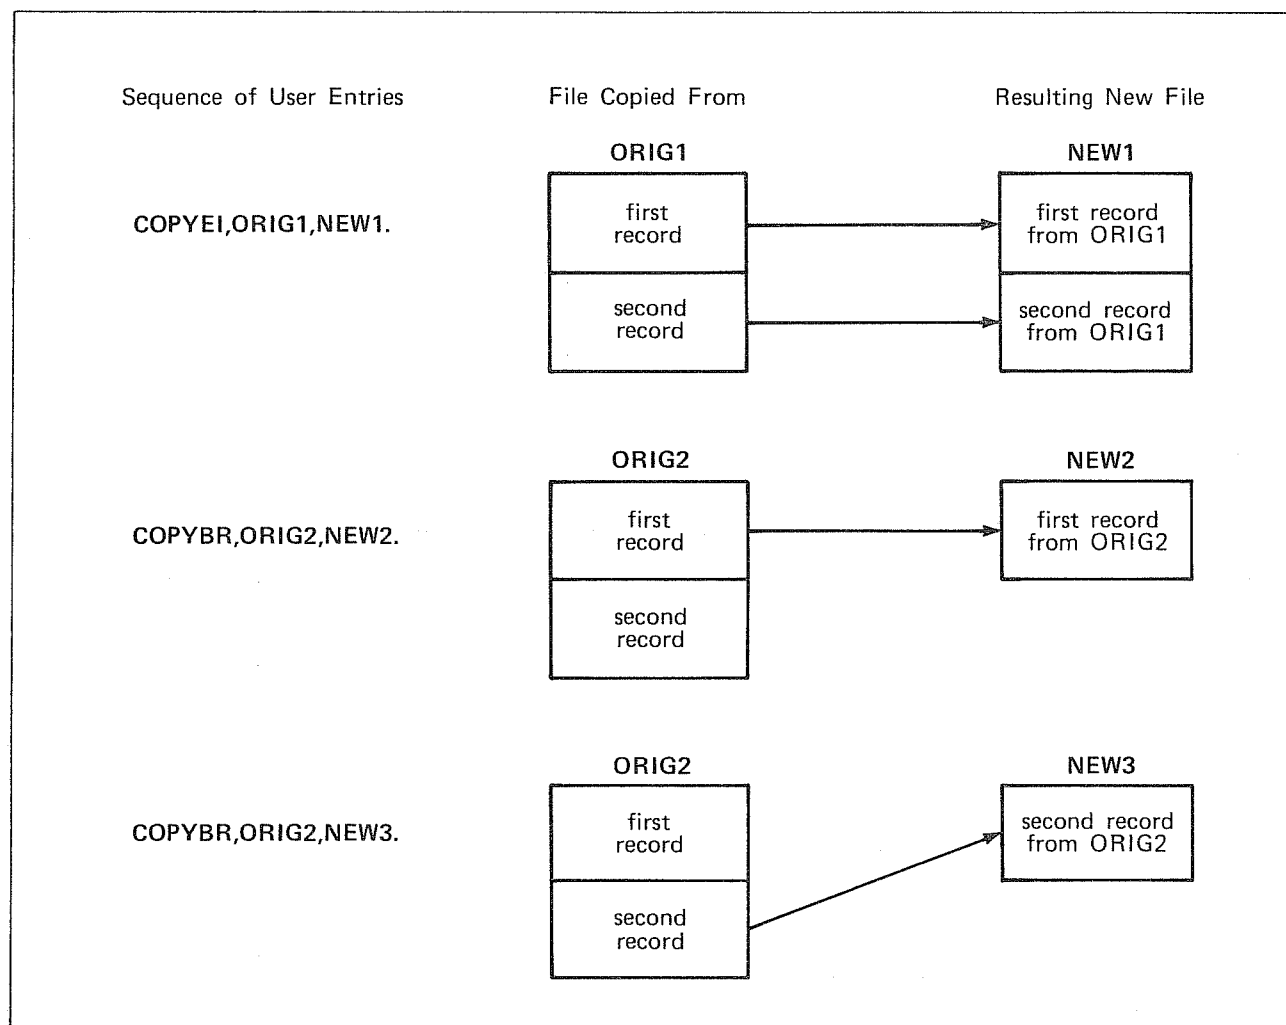 Sequence of User Entries
File Copied From
Resulting New File
ORIG1
NEW1
COPYEI,ORIG1,NEW1.
first
record
first record
from ORIG1
second
record
second record
from ORIG1
ORIG2
NEW2
COPYBR,ORIG2,NEW2.
first
record
first record
from ORIG2
second
record
ORIG2
NEW3
COPYBR,ORIG2,NEW3.
first
record
second record
from ORIG2
second
record